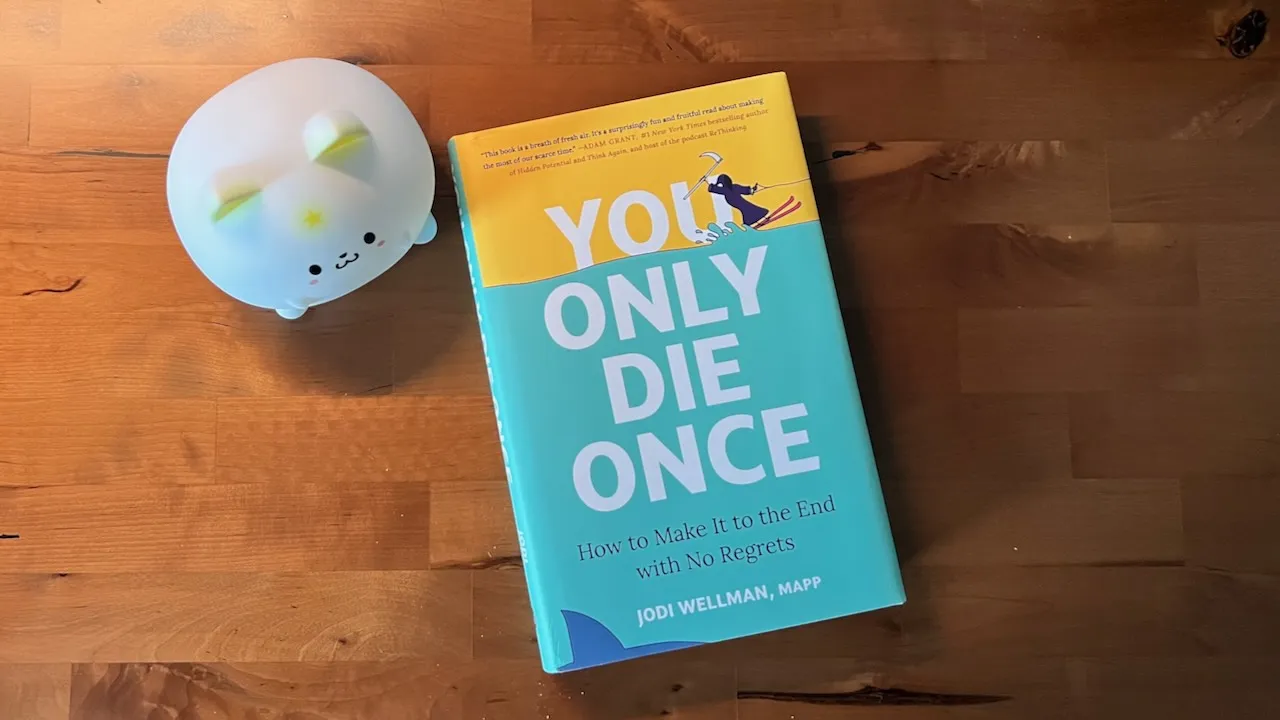 "This book is a breath of fresh air. It's a surprisingly fun and fruitful read about making
the most of our scarce time." —ADAM GRANT, #1 New York Times bestselling author
of Hidden Potential and Think Again, and host of the podcast ReThinking
YOU
ONLY
DIE
ONCE
How to Make It to the End
with No Regrets
JODI WELLMAN, MAPP